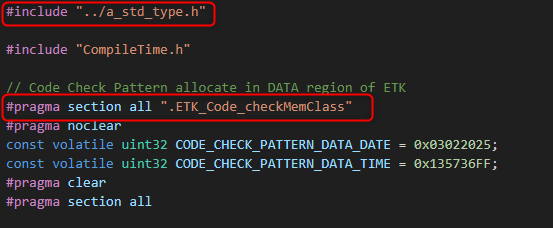 #include "../a_std_type.h"
#include "CompileTime.h"
// Code Check Pattern allocate in DATA region of ETK
#pragma section all ".ETK_Code_checkMemClass"
#pragma noclear
const volatile uint32 CODE_CHECK_PATTERN_DATA_DATE = 0x03022025;
const volatile uint32 CODE_CHECK_PATTERN_DATA_TIME = 0x135736FF;
#pragma clear
#pragma section all